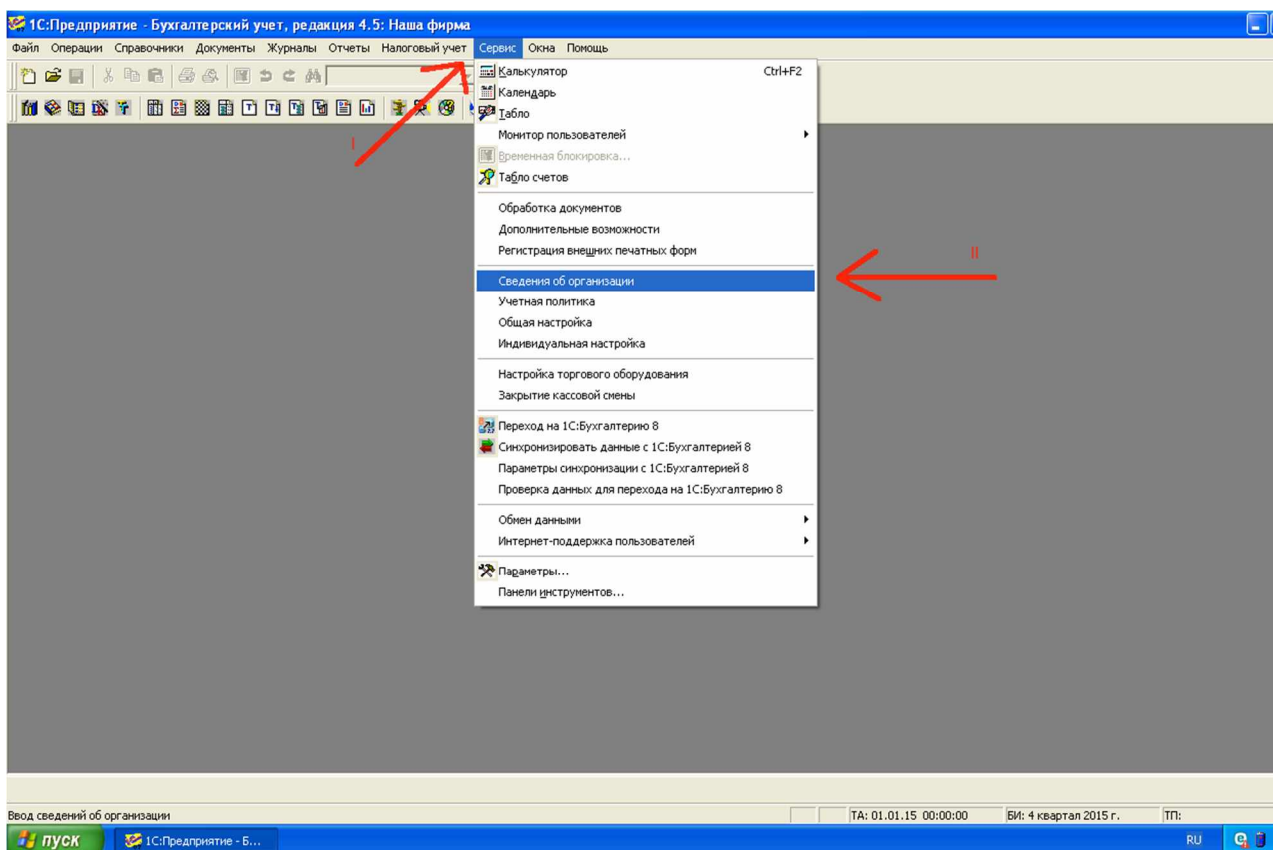 1С:Предприятие - Бухгалтерский учет, редакция 4.5: Наша фирма
Файл Операции Справочники Документы Журналы Отчеты Налоговый учет Сервис Окна Помощь
I
Калькулятор Ctrl+F2
Календарь
Табло
Монитор пользователей
Временная блокировка...
Табло счетов
Обработка документов
Дополнительные возможности
Регистрация внешних печатных форм
II
Сведения об организации
Учетная политика
Общая настройка
Индивидуальная настройка
Настройка торгового оборудования
Закрытие кассовой смены
Переход на 1С:Бухгалтерию 8
Синхронизировать данные с 1С:Бухгалтерией 8
Параметры синхронизации с 1С:Бухгалтерией 8
Проверка данных для перехода на 1С:Бухгалтерию 8
Обмен данными
Интернет-поддержка пользователей
Параметры...
Панели инструментов...
Ввод сведений об организации ТА: 01.01.15 00:00:00 БИ: 4 квартал 2015 г. ТП:
пуск 1С:Предприятие - Б... RU